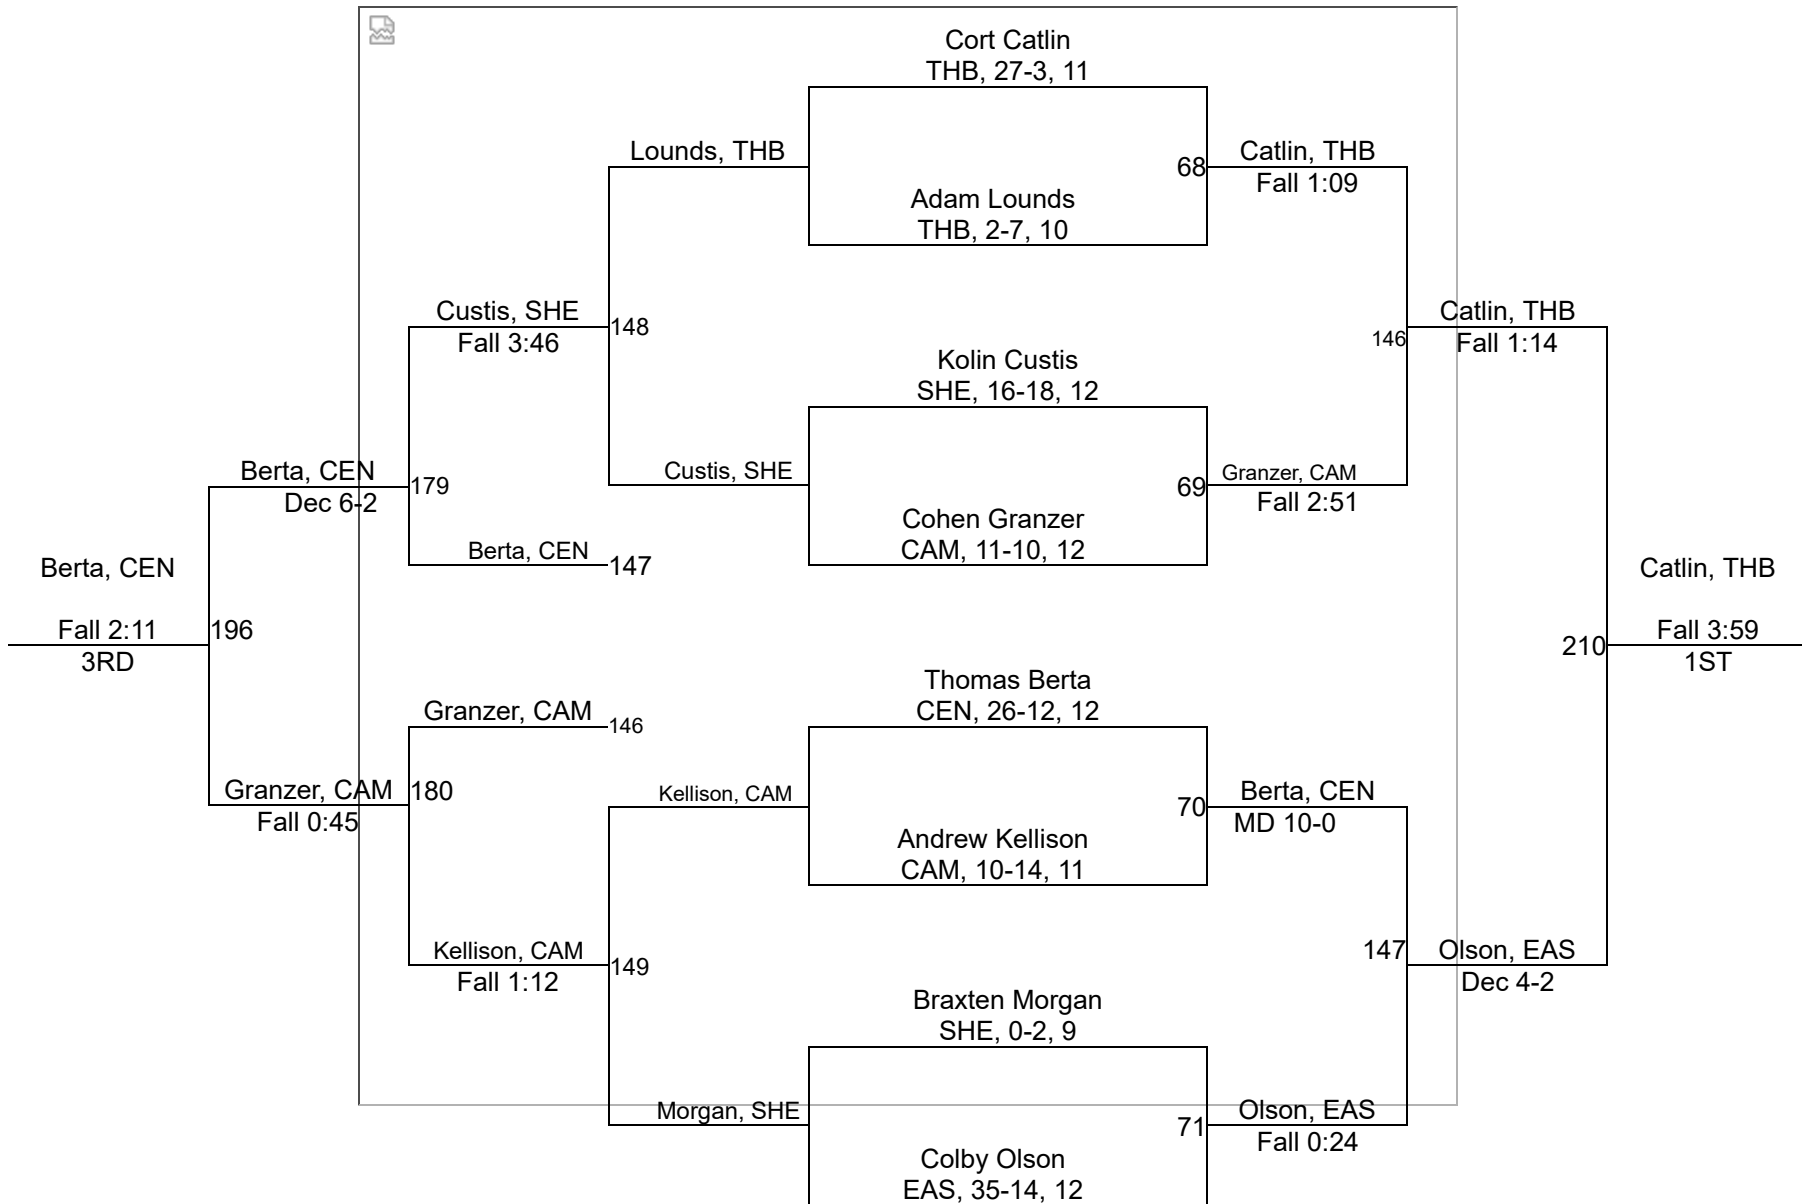 Cort Catlin
THB, 27-3, 11
Lounds, THB
68
Catlin, THB
Fall 1:09
Adam Lounds
THB, 2-7, 10
Custis, SHE
Fall 3:46
148
Catlin, THB
146
Fall 1:14
Kolin Custis
SHE, 16-18, 12
Berta, CEN
Dec 6-2
179
Custis, SHE
69
Granzer, CAM
Fall 2:51
Cohen Granzer
CAM, 11-10, 12
Berta, CEN
147
Berta, CEN
Fall 2:11
3RD
196
Catlin, THB
210
Fall 3:59
1ST
Thomas Berta
CEN, 26-12, 12
Granzer, CAM
146
Granzer, CAM
Fall 0:45
180
Kellison, CAM
70
Berta, CEN
MD 10-0
Andrew Kellison
CAM, 10-14, 11
Kellison, CAM
Fall 1:12
149
147
Olson, EAS
Dec 4-2
Braxten Morgan
SHE, 0-2, 9
Morgan, SHE
71
Olson, EAS
Fall 0:24
Colby Olson
EAS, 35-14, 12